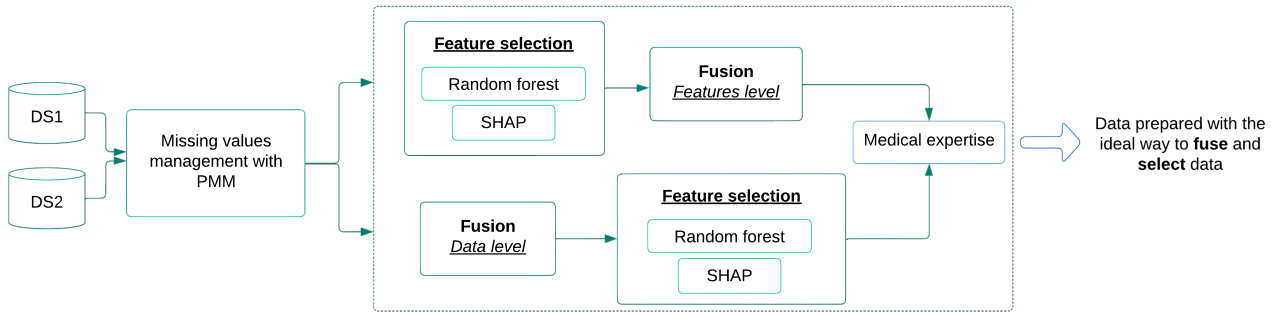 DS1
DS2
Missing values
management with
PMM
Feature selection
Random forest
SHAP
Fusion
Features level
Fusion
Data level
Feature selection
Random forest
SHAP
Medical expertise
Data prepared with the
ideal way to fuse and
select data